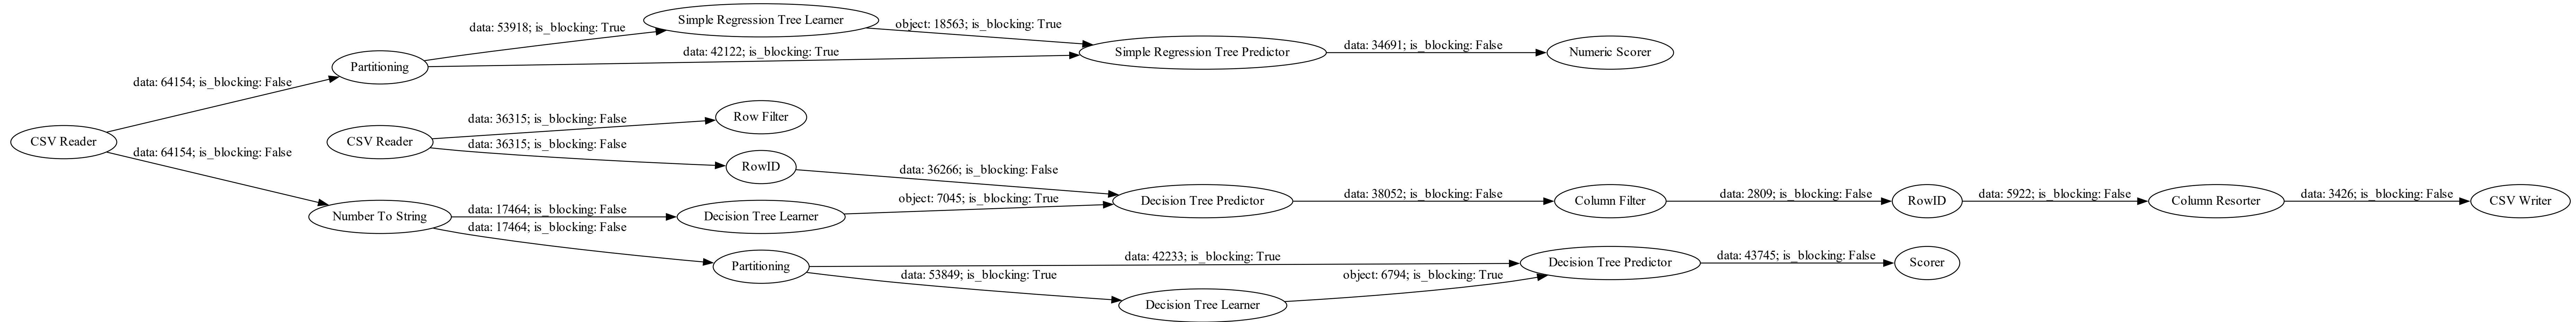 Simple Regression Tree Learner
data: 53918; is_blocking: True
object: 18563; is_blocking: True
data: 42122; is_blocking: True
Partitioning
Simple Regression Tree Predictor
data: 34691; is_blocking: False
Numeric Scorer
data: 64154; is_blocking: False
CSV Reader
data: 64154; is_blocking: False
CSV Reader
data: 36315; is_blocking: False
Row Filter
data: 36315; is_blocking: False
RowID
data: 36266; is_blocking: False
Number To String
data: 17464; is_blocking: False
Decision Tree Learner
object: 7045; is_blocking: True
Decision Tree Predictor
data: 38052; is_blocking: False
Column Filter
data: 2809; is_blocking: False
RowID
data: 5922; is_blocking: False
Column Resorter
data: 3426; is_blocking: False
CSV Writer
data: 17464; is_blocking: False
Partitioning
data: 42233; is_blocking: True
data: 53849; is_blocking: True
Decision Tree Learner
object: 6794; is_blocking: True
Decision Tree Predictor
data: 43745; is_blocking: False
Scorer